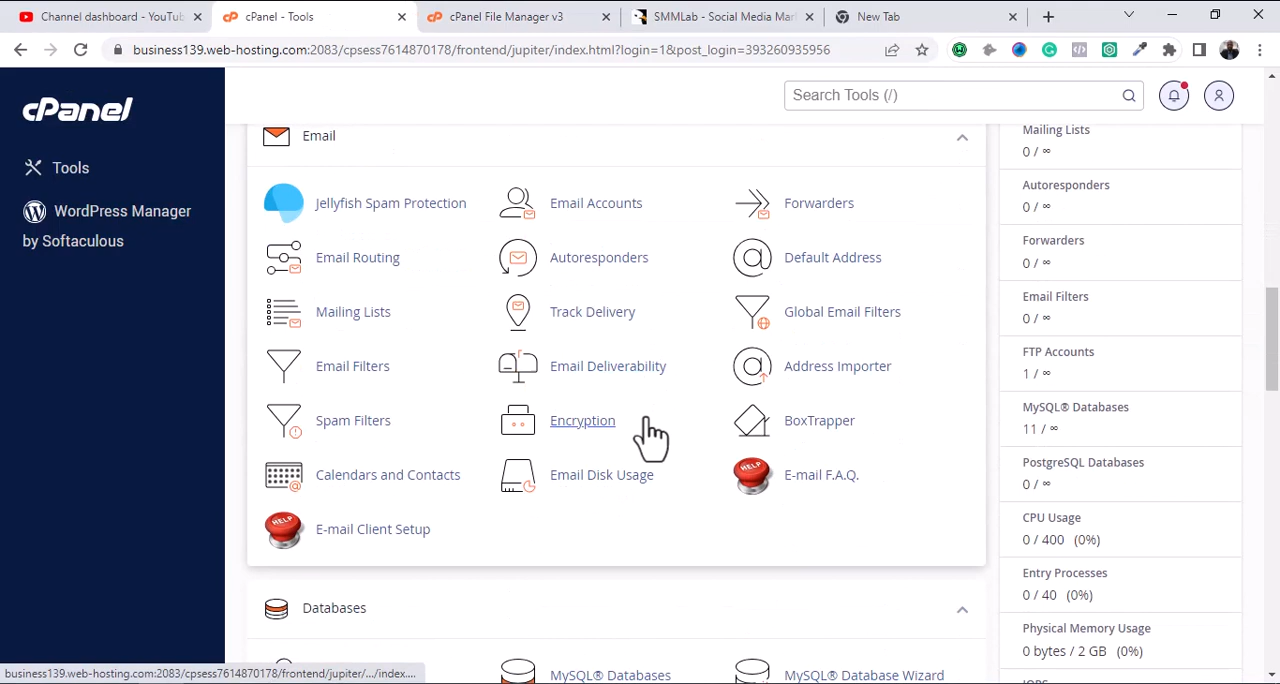 Channel dashboard - YouTub
cPanel - Tools
cPanel File Manager v3
SMMLab - Social Media Mark
New Tab
business139.web-hosting.com:2083/cpsess7614870178/frontend/jupiter/index.html?login=1&post_login=393260935956
cPanel
Search Tools (/)
Tools
WordPress Manager
by Softaculous
Email
Jellyfish Spam Protection
Email Accounts
Forwarders
Email Routing
Autoresponders
Default Address
Mailing Lists
Track Delivery
Global Email Filters
Email Filters
Email Deliverability
Address Importer
Spam Filters
Encryption
BoxTrapper
Calendars and Contacts
Email Disk Usage
HELP
E-mail F.A.Q.
HELP
E-mail Client Setup
Databases
MySQL® Databases
MySQL® Database Wizard
Mailing Lists
0 / ∞
Autoresponders
0 / ∞
Forwarders
0 / ∞
Email Filters
0 / ∞
FTP Accounts
1 / ∞
MySQL® Databases
11 / ∞
PostgreSQL Databases
0 / ∞
CPU Usage
0 / 400 (0%)
Entry Processes
0 / 40 (0%)
Physical Memory Usage
0 bytes / 2 GB (0%)
business139.web-hosting.com:2083/cpsess7614870178/frontend/jupiter/.../index....